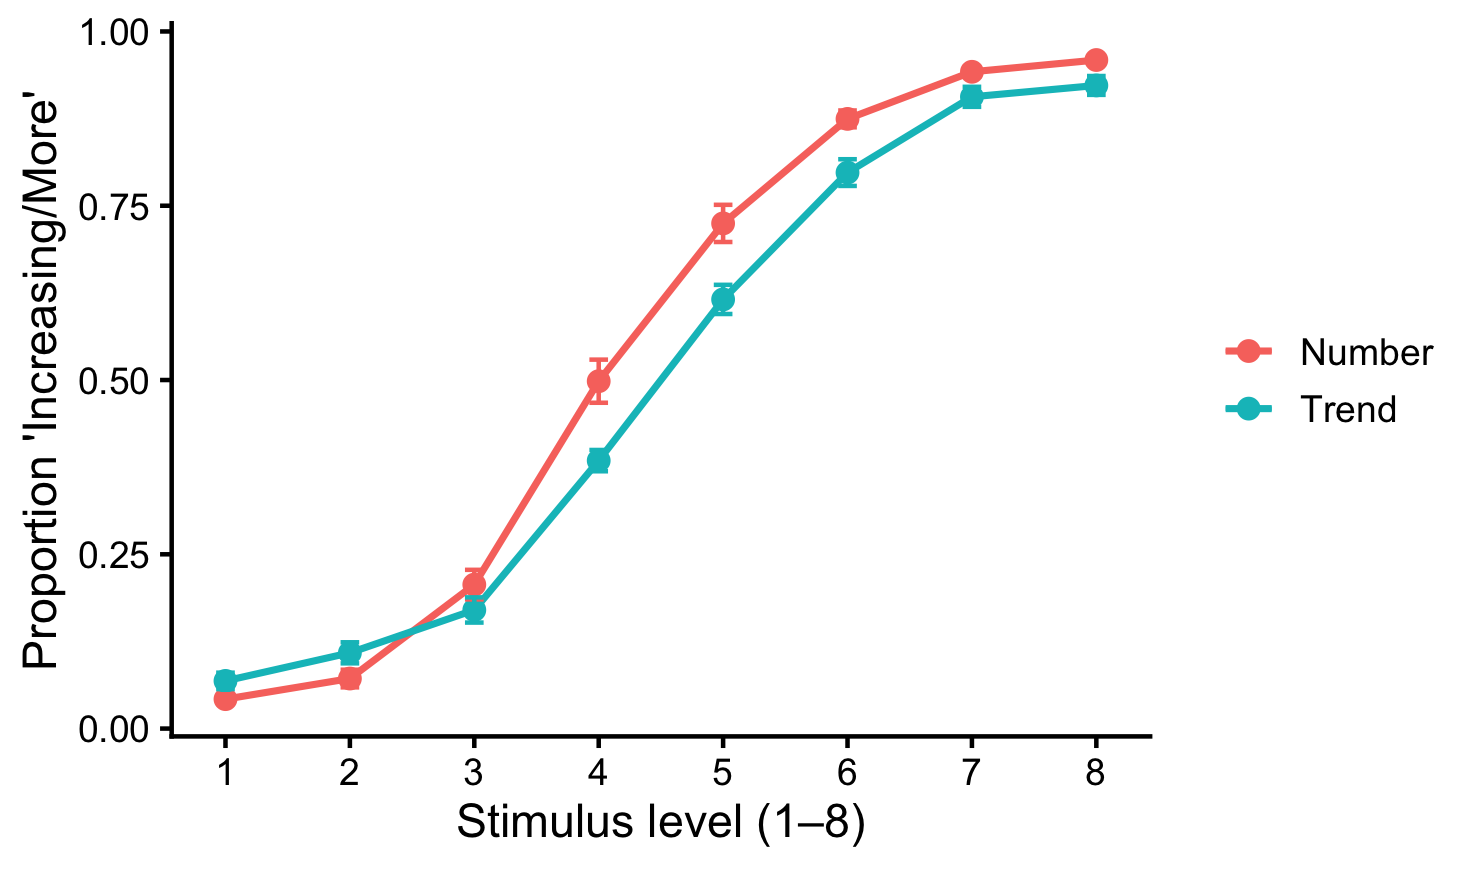 1.00
0.75
0.50
0.25
0.00
Proportion 'Increasing/More'
1 2 3 4 5 6 7 8
Stimulus level (1–8)
Number
Trend